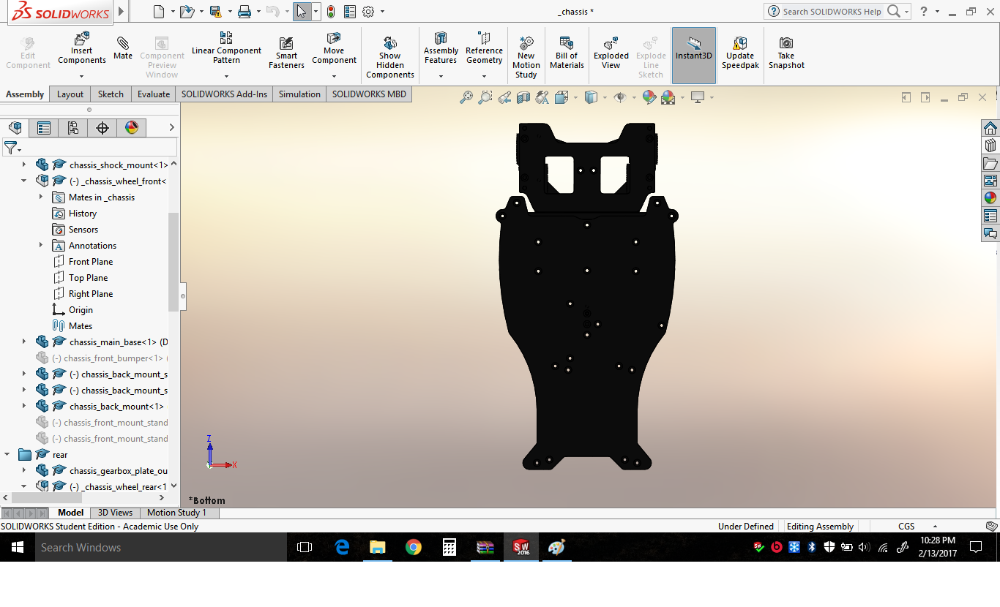 SOLIDWORKS
_chassis *
Search SOLIDWORKS Help
?
Edit
Component
Insert
Components
Mate
Component
Preview
Window
Linear Component
Pattern
Smart
Fasteners
Move
Component
Show
Hidden
Components
Assembly
Features
Reference
Geometry
New
Motion
Study
Bill of
Materials
Exploded
View
Explode
Line
Sketch
Instant3D
Update
Speedpak
Take
Snapshot
Assembly Layout Sketch Evaluate SOLIDWORKS Add-Ins Simulation SOLIDWORKS MBD
chassis_shock_mount<1>
(-) _chassis_wheel_front<
Mates in _chassis
History
Sensors
A Annotations
Front Plane
Top Plane
Right Plane
Origin
Mates
chassis_main_base<1> (D
(-) chassis_front_bumper<1> (
(-) chassis_back_mount_s
(-) chassis_back_mount_s
chassis_back_mount<1>
(-) chassis_front_mount_stand
(-) chassis_front_mount_stand
rear
chassis_gearbox_plate_ou
(-) _chassis_wheel_rear<1
Z
X
*Bottom
Model 3D Views Motion Study 1
SOLIDWORKS Student Edition - Academic Use Only
Under Defined Editing Assembly CGS
Search Windows
SW
2016
10:28 PM
2/13/2017